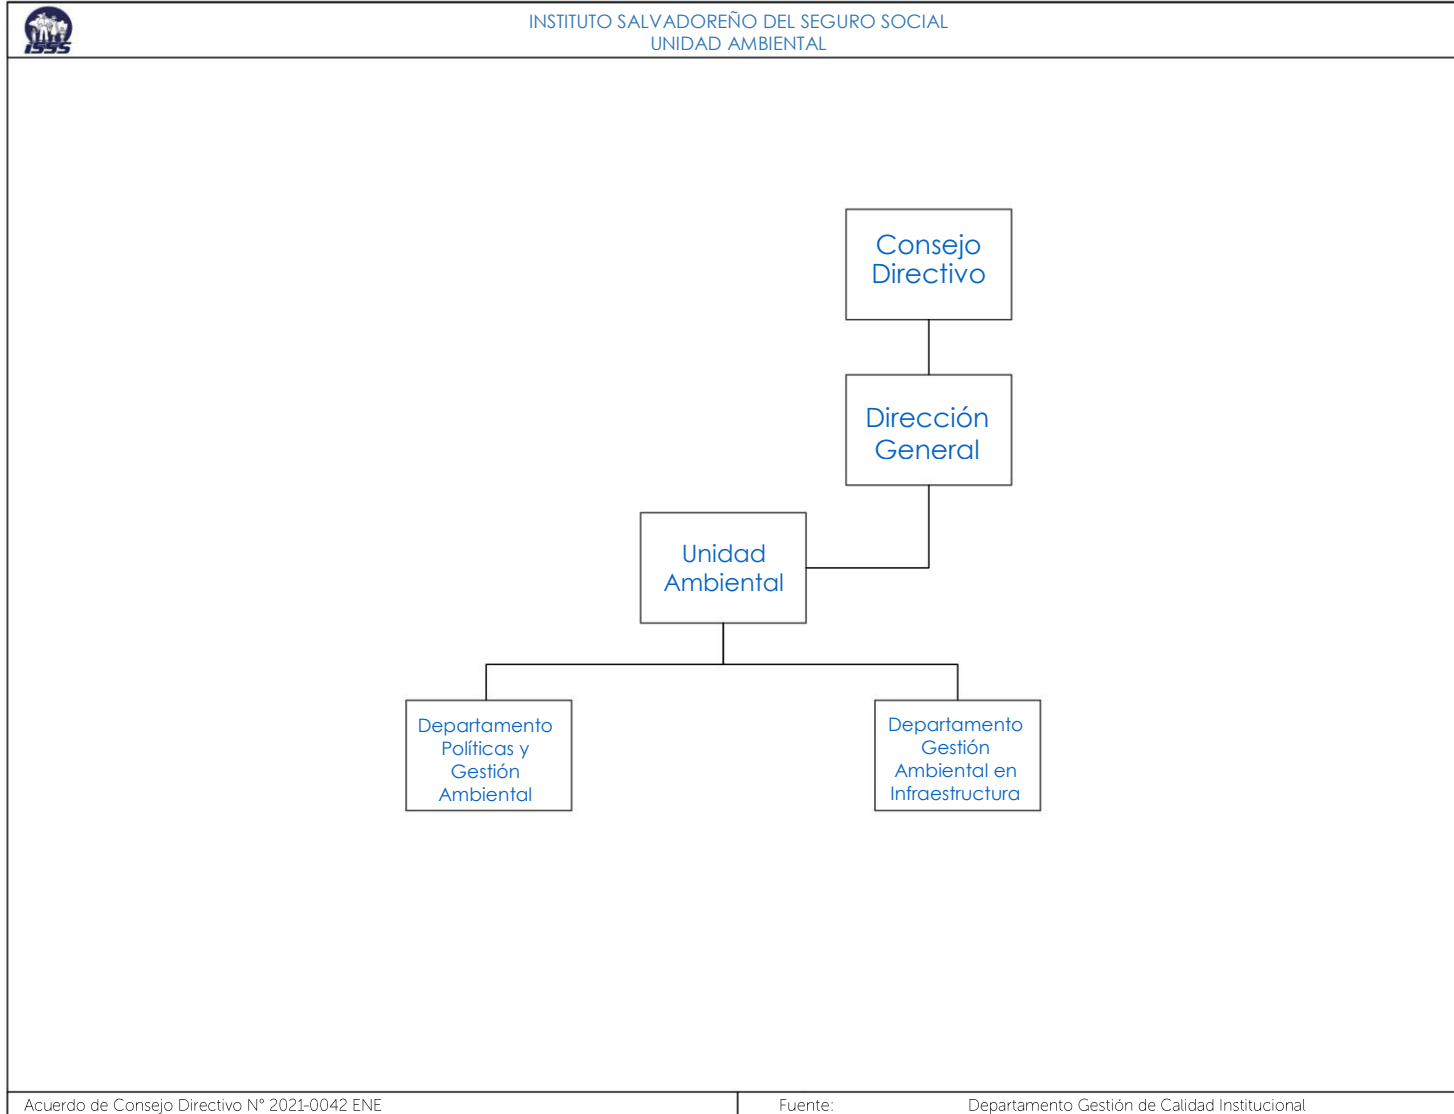 ISSS
INSTITUTO SALVADOREÑO DEL SEGURO SOCIAL
UNIDAD AMBIENTAL
Consejo
Directivo
Dirección
General
Unidad
Ambiental
Departamento
Políticas y
Gestión
Ambiental
Departamento
Gestión
Ambiental en
Infraestructura
Acuerdo de Consejo Directivo N° 2021-0042 ENE
Fuente: Departamento Gestión de Calidad Institucional